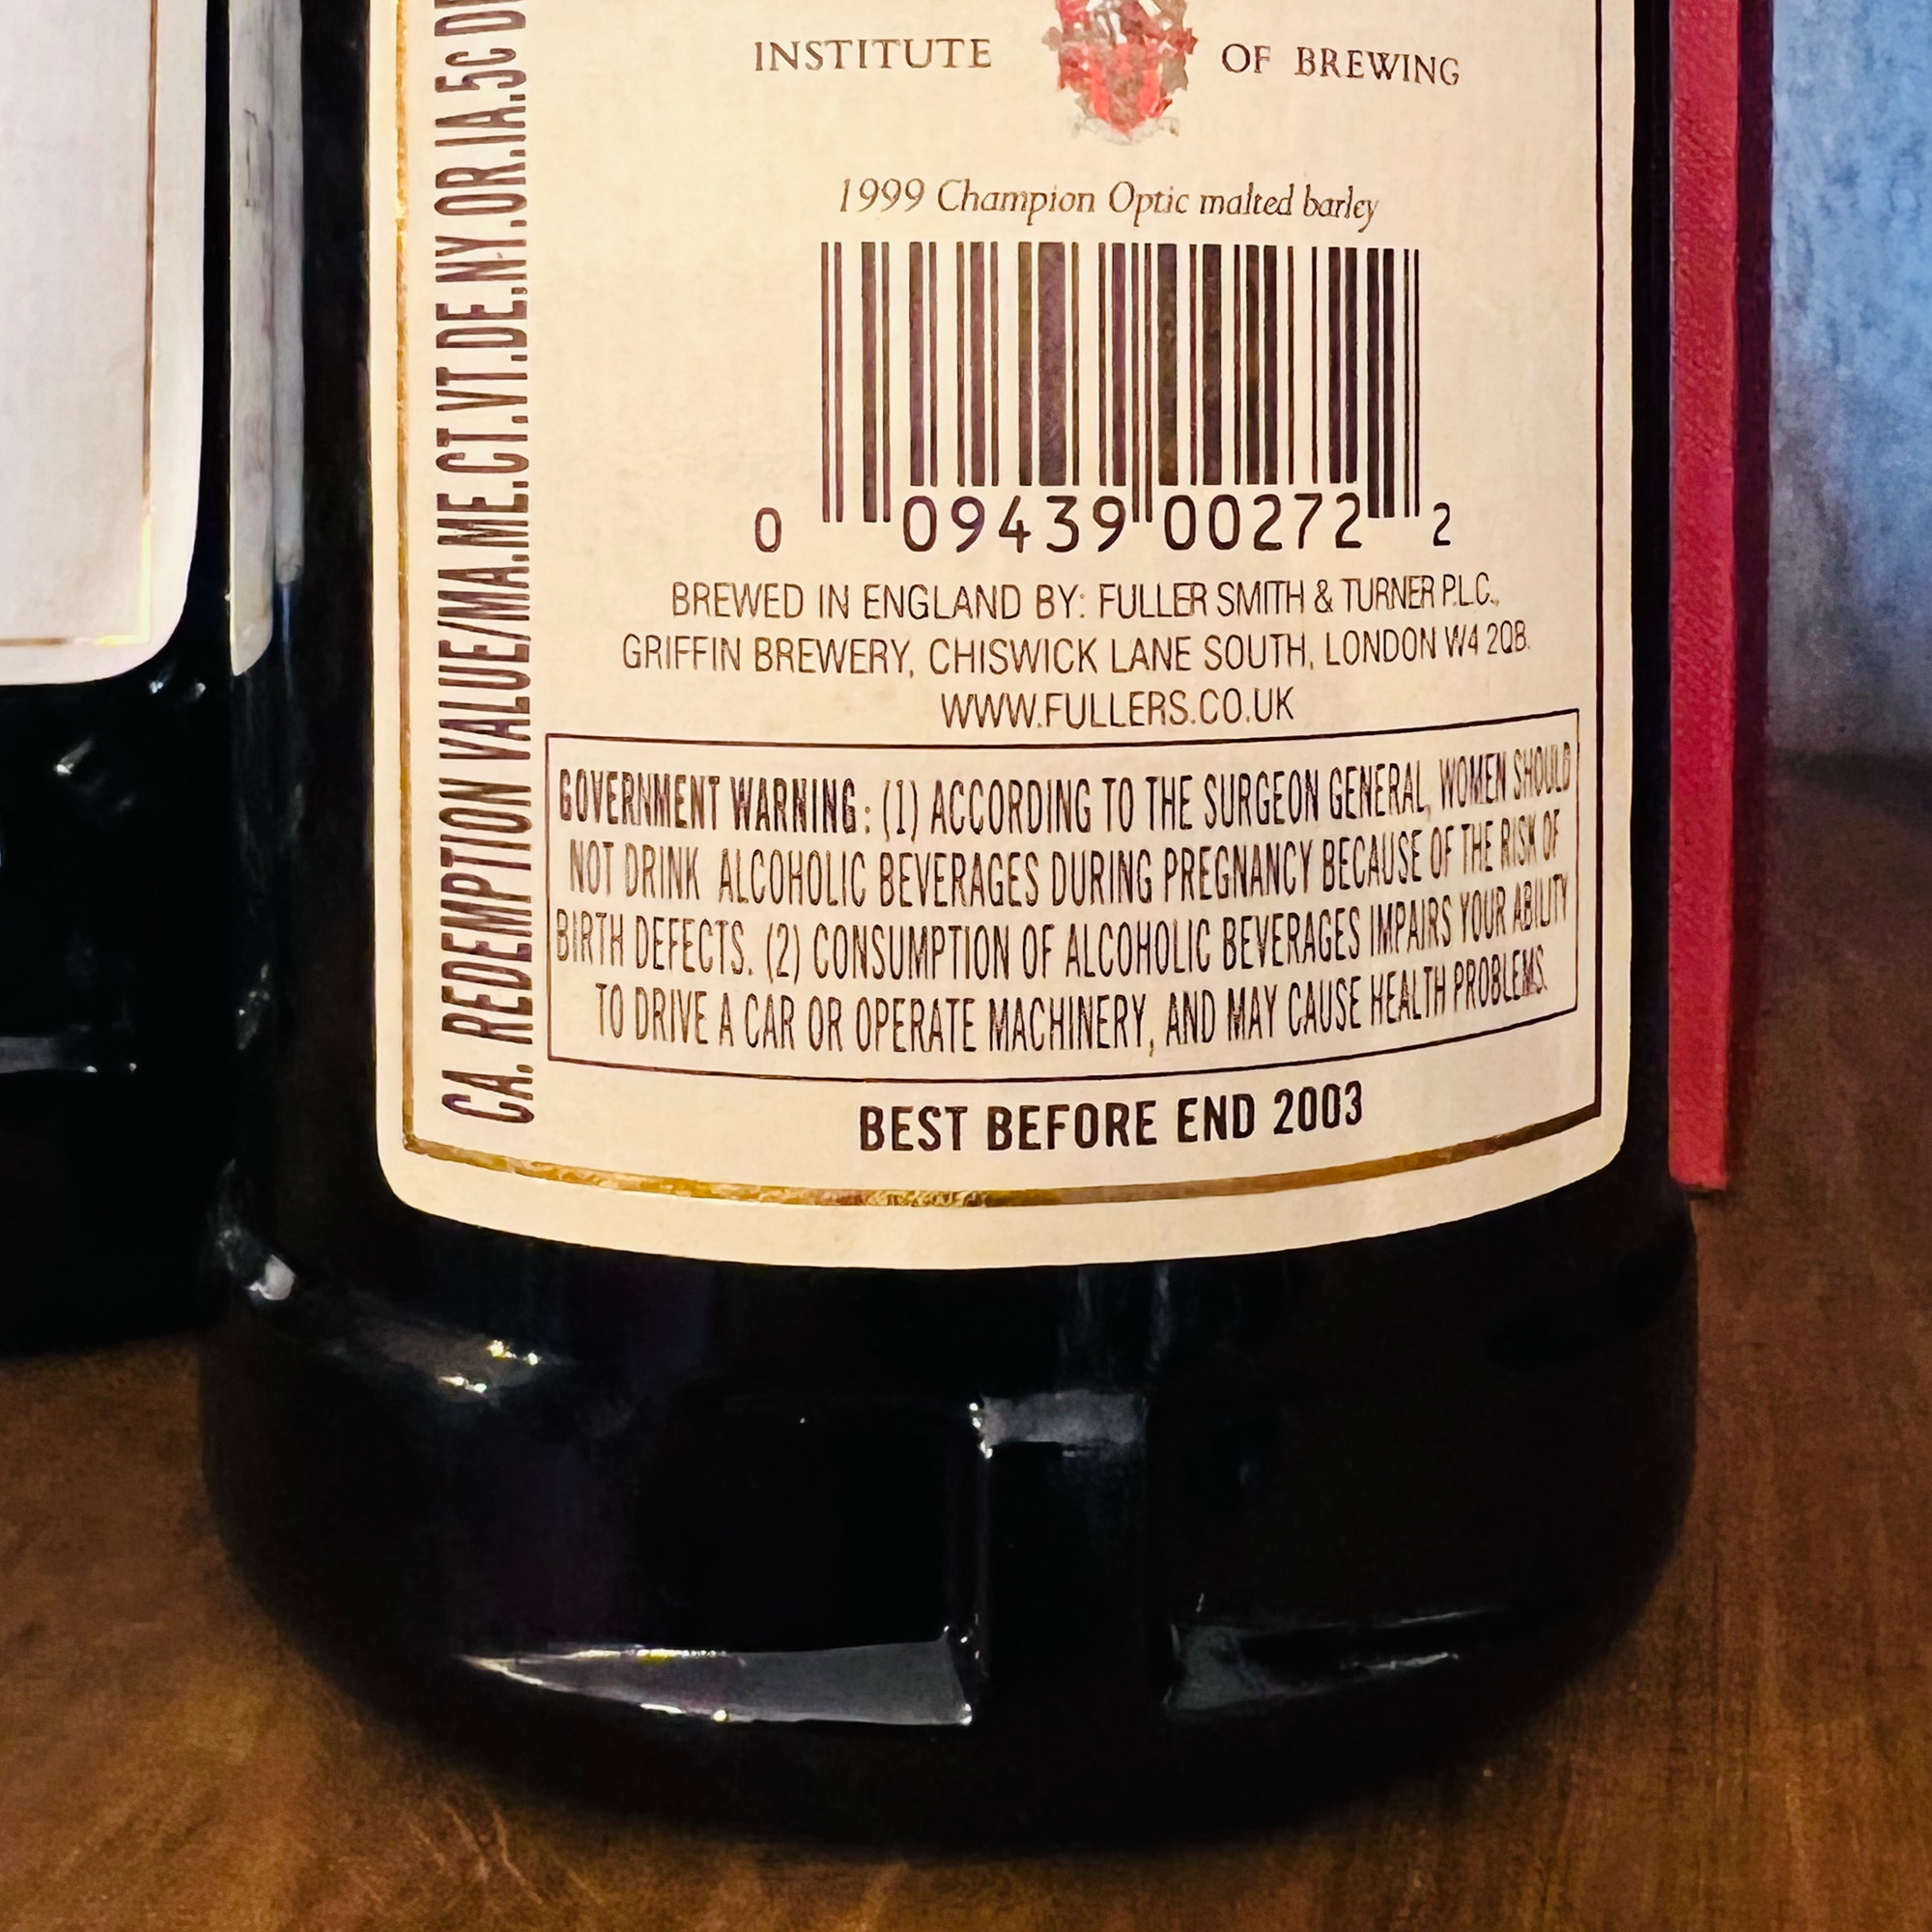 INSTITUTE OF BREWING
1999 Champion Optic malted barley
0 09439 00272 2
BREWED IN ENGLAND BY: FULLER SMITH & TURNER P.L.C.,
GRIFFIN BREWERY, CHISWICK LANE SOUTH, LONDON W4 2QB.
WWW.FULLERS.CO.UK
GOVERNMENT WARNING: (1) ACCORDING TO THE SURGEON GENERAL, WOMEN SHOULD
NOT DRINK ALCOHOLIC BEVERAGES DURING PREGNANCY BECAUSE OF THE RISK OF
BIRTH DEFECTS. (2) CONSUMPTION OF ALCOHOLIC BEVERAGES IMPAIRS YOUR ABILITY
TO DRIVE A CAR OR OPERATE MACHINERY, AND MAY CAUSE HEALTH PROBLEMS.
BEST BEFORE END 2003
CA. REDEMPTION VALUE/MA.ME.CT.VT.DE.NY.OR.IA.5c